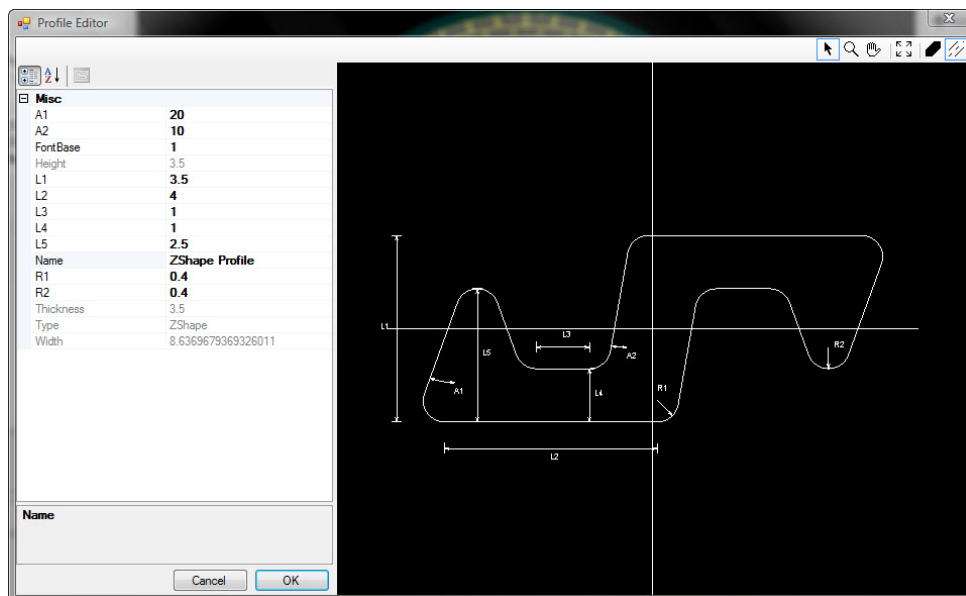 Profile Editor
Misc
A1 20
A2 10
FontBase 1
Height 3.5
L1 3.5
L2 4
L3 1
L4 1
L5 2.5
Name ZShape Profile
R1 0.4
R2 0.4
Thickness 3.5
Type ZShape
Width 8.6369679369326011
Name
Cancel OK
L1
L3
L5
A2
R2
A1
L4
R1
L2